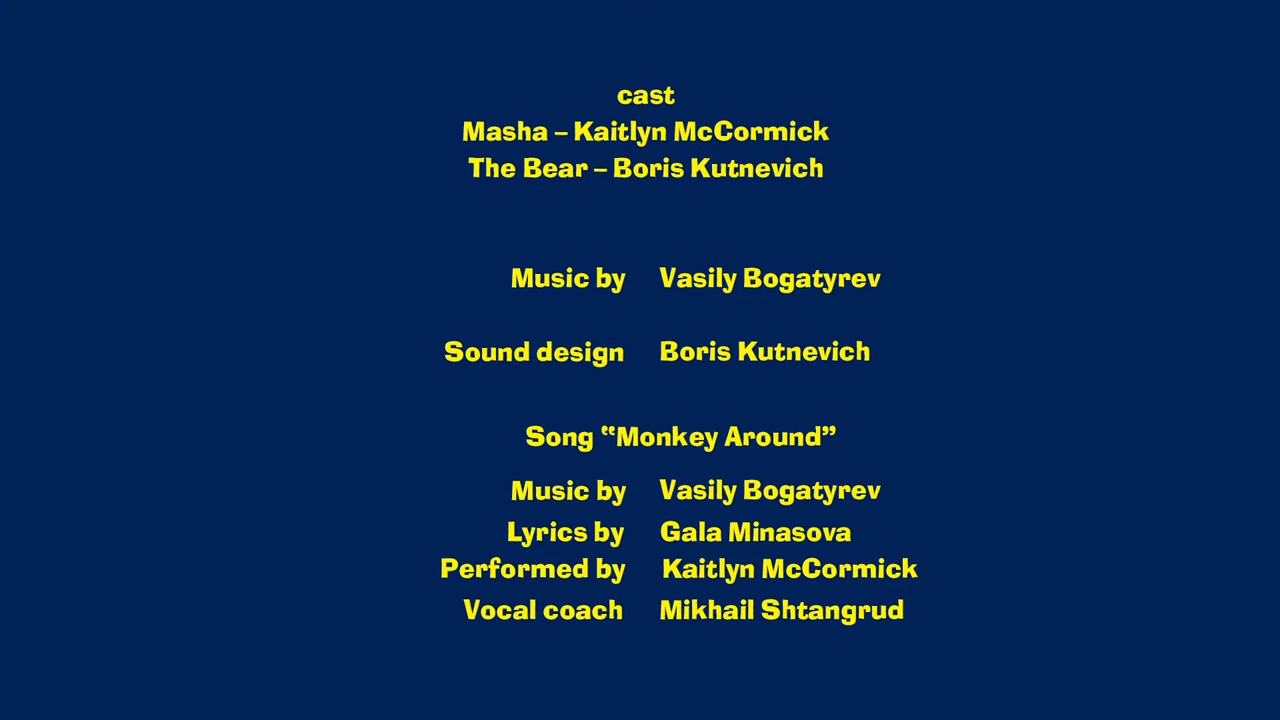 cast
Masha – Kaitlyn McCormick
The Bear – Boris Kutnevich
Music by Vasily Bogatyrev
Sound design Boris Kutnevich
Song “Monkey Around”
Music by Vasily Bogatyrev
Lyrics by Gala Minasova
Performed by Kaitlyn McCormick
Vocal coach Mikhail Shtangrud